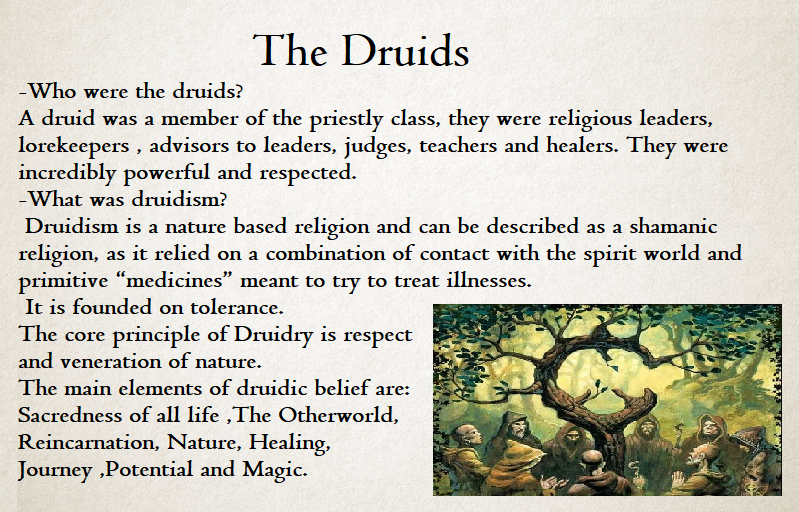 The Druids
-Who were the druids?
A druid was a member of the priestly class, they were religious leaders,
lorekeepers , advisors to leaders, judges, teachers and healers. They were
incredibly powerful and respected.
-What was druidism?
Druidism is a nature based religion and can be described as a shamanic
religion, as it relied on a combination of contact with the spirit world and
primitive “medicines” meant to try to treat illnesses.
It is founded on tolerance.
The core principle of Druidry is respect
and veneration of nature.
The main elements of druidic belief are:
Sacredness of all life ,The Otherworld,
Reincarnation, Nature, Healing,
Journey ,Potential and Magic.